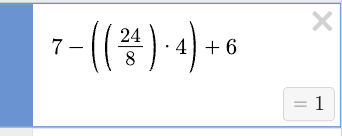 7 − ((24/8) · 4) + 6
= 1